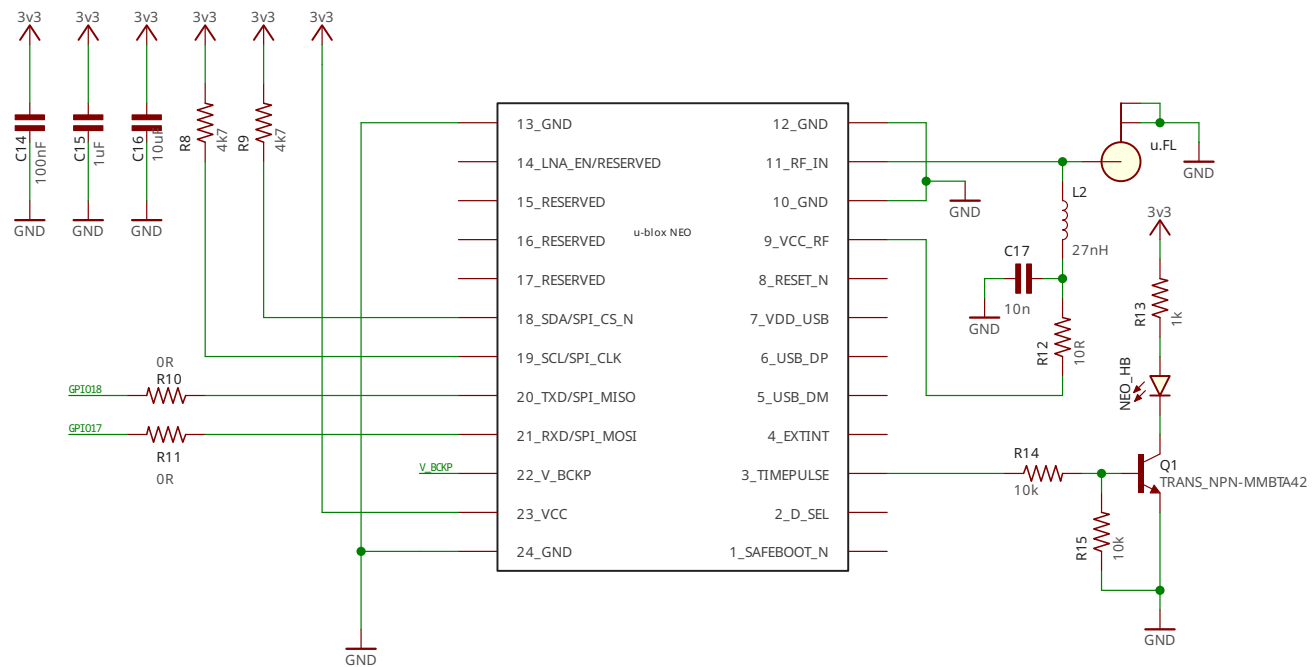 3v3 3v3 3v3 3v3 3v3 3v3
C14 100nF
C15 1uF
C16 10uF
R8 4k7
R9 4k7
GND GND GND
13_GND
14_LNA_EN/RESERVED
15_RESERVED
16_RESERVED
17_RESERVED
18_SDA/SPI_CS_N
19_SCL/SPI_CLK
20_TXD/SPI_MISO
21_RXD/SPI_MOSI
22_V_BCKP
23_VCC
24_GND
u-blox NEO
12_GND
11_RF_IN
10_GND
9_VCC_RF
8_RESET_N
7_VDD_USB
6_USB_DP
5_USB_DM
4_EXTINT
3_TIMEPULSE
2_D_SEL
1_SAFEBOOT_N
0R
R10
GPIO18
GPIO17
R11
0R
V_BCKP
GND
u.FL
GND
GND
L2
27nH
C17
10n
GND
R12 10R
3v3
R13 1k
NEO_HB
R14
10k
Q1
TRANS_NPN-MMBTA42
R15 10k
GND